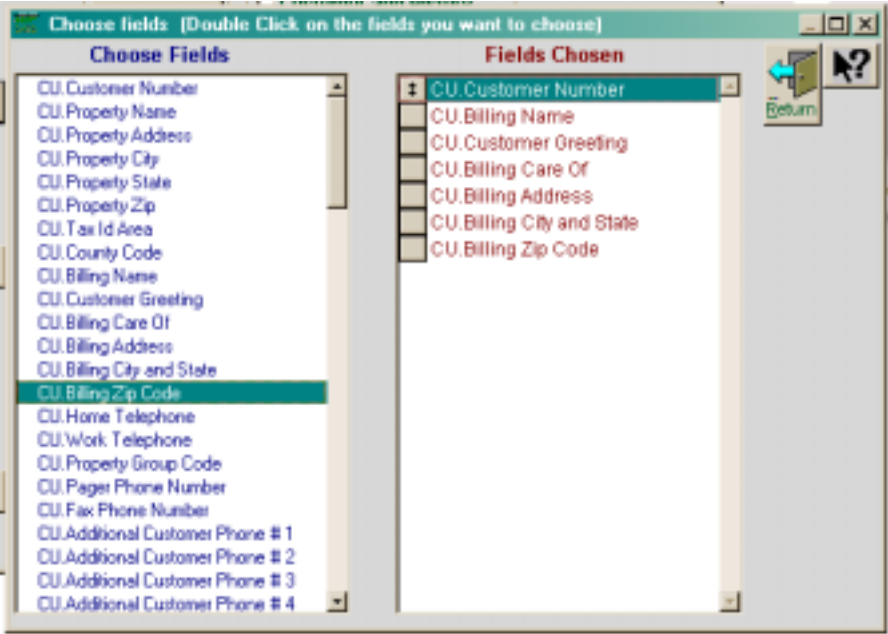 Choose fields (Double Click on the fields you want to choose)
Choose Fields
CU.Customer Number
CU.Property Name
CU.Property Address
CU.Property City
CU.Property State
CU.Property Zip
CU.Tax Id Area
CU.County Code
CU.Billing Name
CU.Customer Greeting
CU.Billing Care Of
CU.Billing Address
CU.Billing City and State
CU.Billing Zip Code
CU.Home Telephone
CU.Work Telephone
CU.Property Group Code
CU.Pager Phone Number
CU.Fax Phone Number
CU.Additional Customer Phone # 1
CU.Additional Customer Phone # 2
CU.Additional Customer Phone # 3
CU.Additional Customer Phone # 4
Fields Chosen
CU.Customer Number
CU.Billing Name
CU.Customer Greeting
CU.Billing Care Of
CU.Billing Address
CU.Billing City and State
CU.Billing Zip Code
Return
?